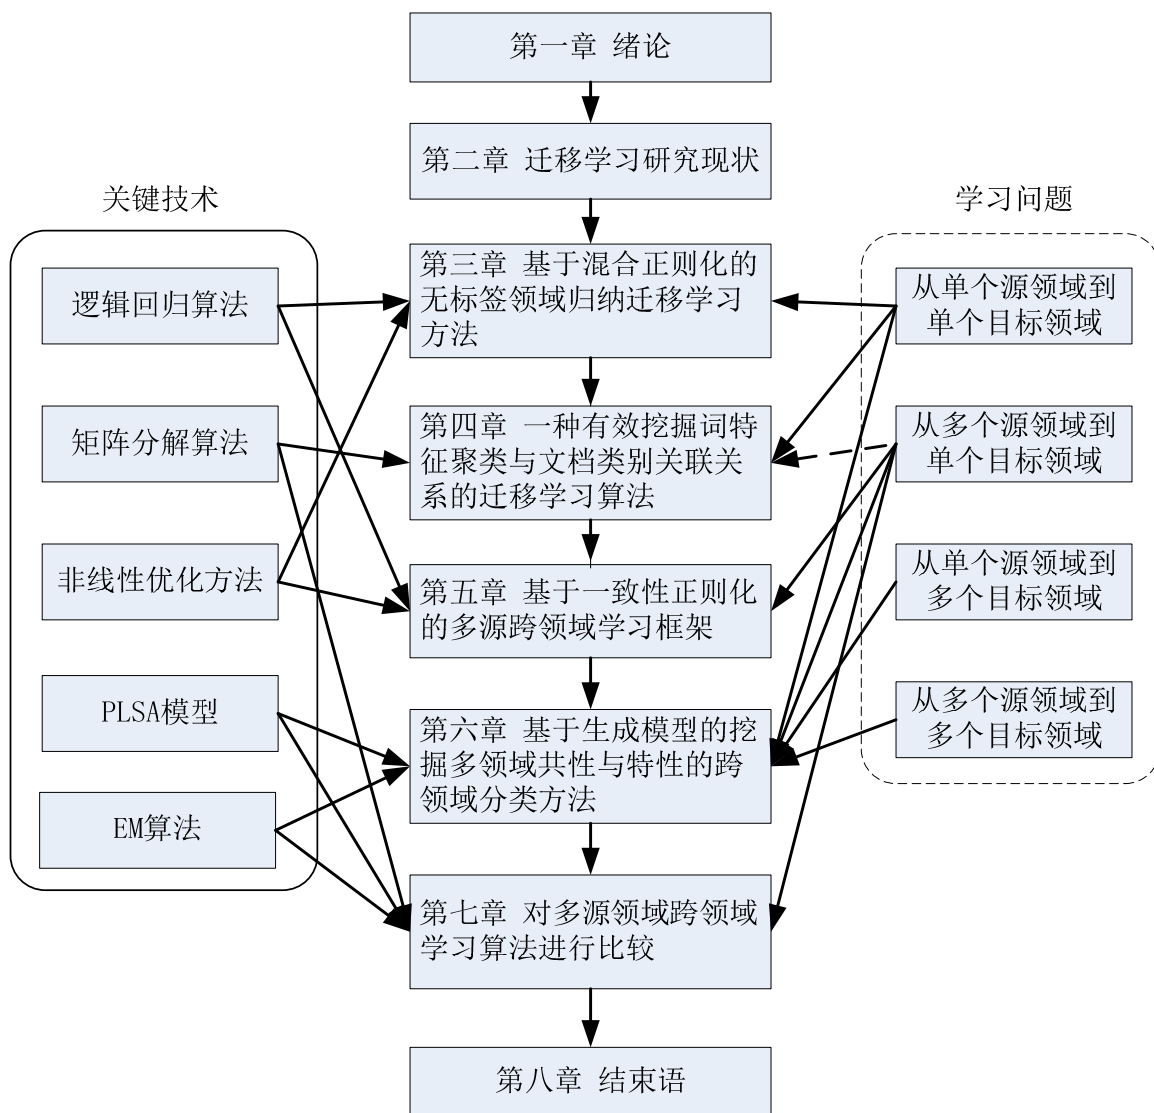 第一章 绪论
第二章 迁移学习研究现状
关键技术
学习问题
第三章 基于混合正则化的
无标签领域归纳迁移学习
方法
逻辑回归算法
从单个源领域到
单个目标领域
第四章 一种有效挖掘词特
征聚类与文档类别关联关
系的迁移学习算法
矩阵分解算法
从多个源领域到
单个目标领域
非线性优化方法
第五章 基于一致性正则化
的多源跨领域学习框架
从单个源领域到
多个目标领域
PLSA模型
第六章 基于生成模型的挖
掘多领域共性与特性的跨
领域分类方法
从多个源领域到
多个目标领域
EM算法
第七章 对多源领域跨领域
学习算法进行比较
第八章 结束语